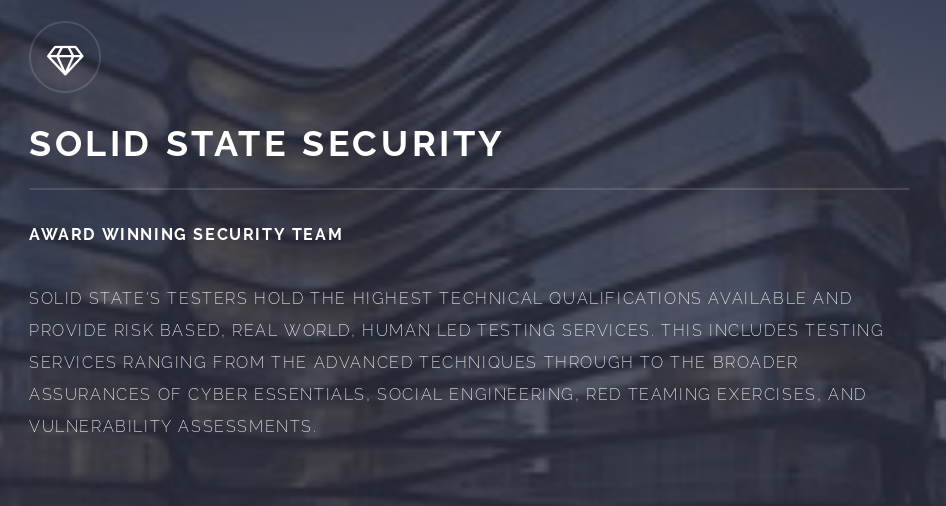 SOLID STATE SECURITY
AWARD WINNING SECURITY TEAM
SOLID STATE'S TESTERS HOLD THE HIGHEST TECHNICAL QUALIFICATIONS AVAILABLE AND
PROVIDE RISK BASED, REAL WORLD, HUMAN LED TESTING SERVICES. THIS INCLUDES TESTING
SERVICES RANGING FROM THE ADVANCED TECHNIQUES THROUGH TO THE BROADER
ASSURANCES OF CYBER ESSENTIALS, SOCIAL ENGINEERING, RED TEAMING EXERCISES, AND
VULNERABILITY ASSESSMENTS.